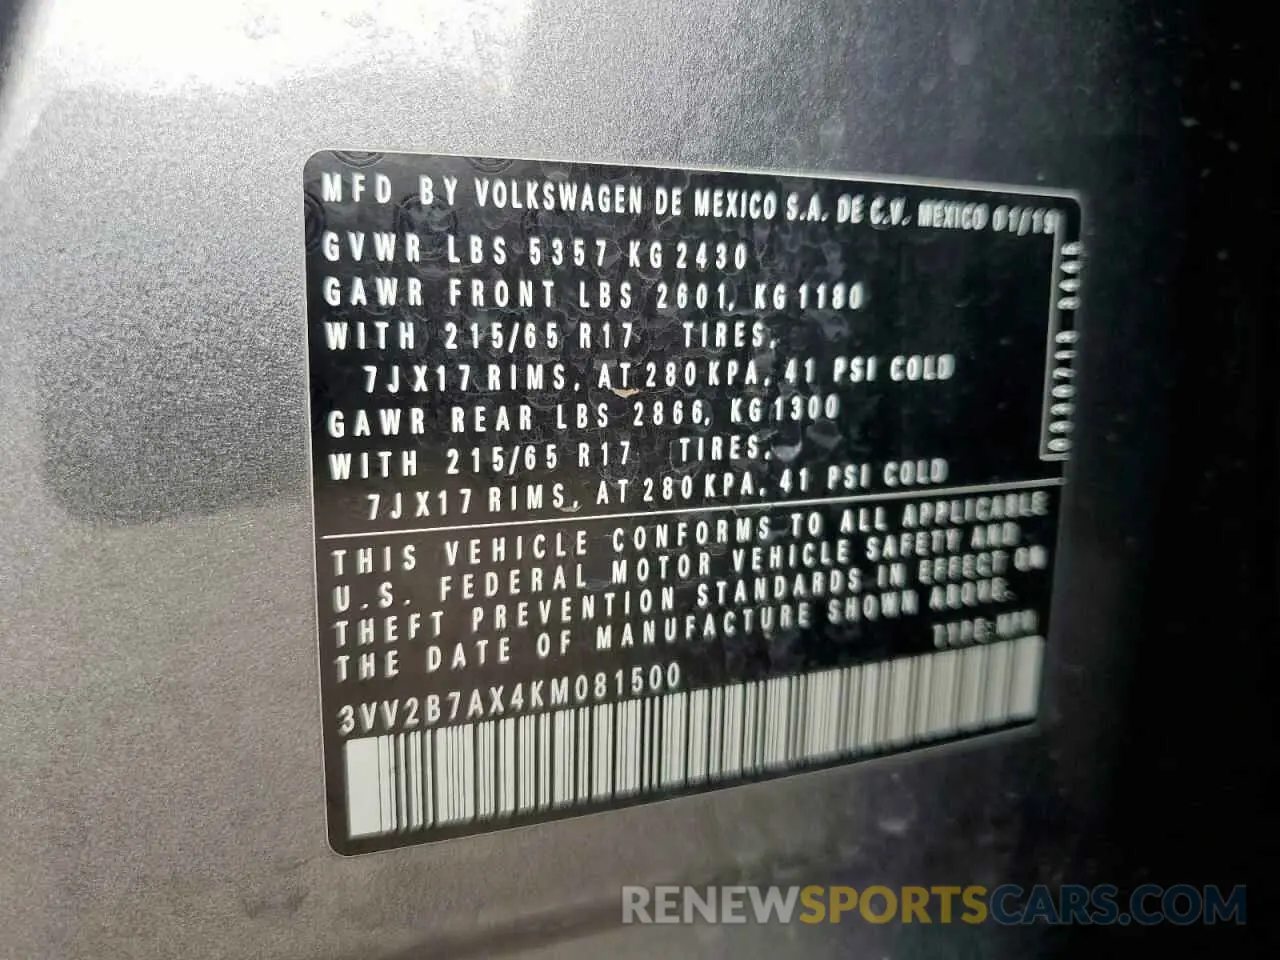 MFD BY VOLKSWAGEN DE MEXICO S.A. DE C.V. MEXICO 01/19
GVWR LBS 5357 KG 2430
GAWR FRONT LBS 2601, KG 1180
WITH 215/65 R17 TIRES,
7JX17 RIMS, AT 280 KPA, 41 PSI COLD
GAWR REAR LBS 2866, KG 1300
WITH 215/65 R17 TIRES,
7JX17 RIMS, AT 280 KPA, 41 PSI COLD
THIS VEHICLE CONFORMS TO ALL APPLICABLE
U.S. FEDERAL MOTOR VEHICLE SAFETY AND
THEFT PREVENTION STANDARDS IN EFFECT ON
THE DATE OF MANUFACTURE SHOWN ABOVE.
TYPE: MPV
3VV2B7AX4KM081500
RENEWSPORTSCARS.COM